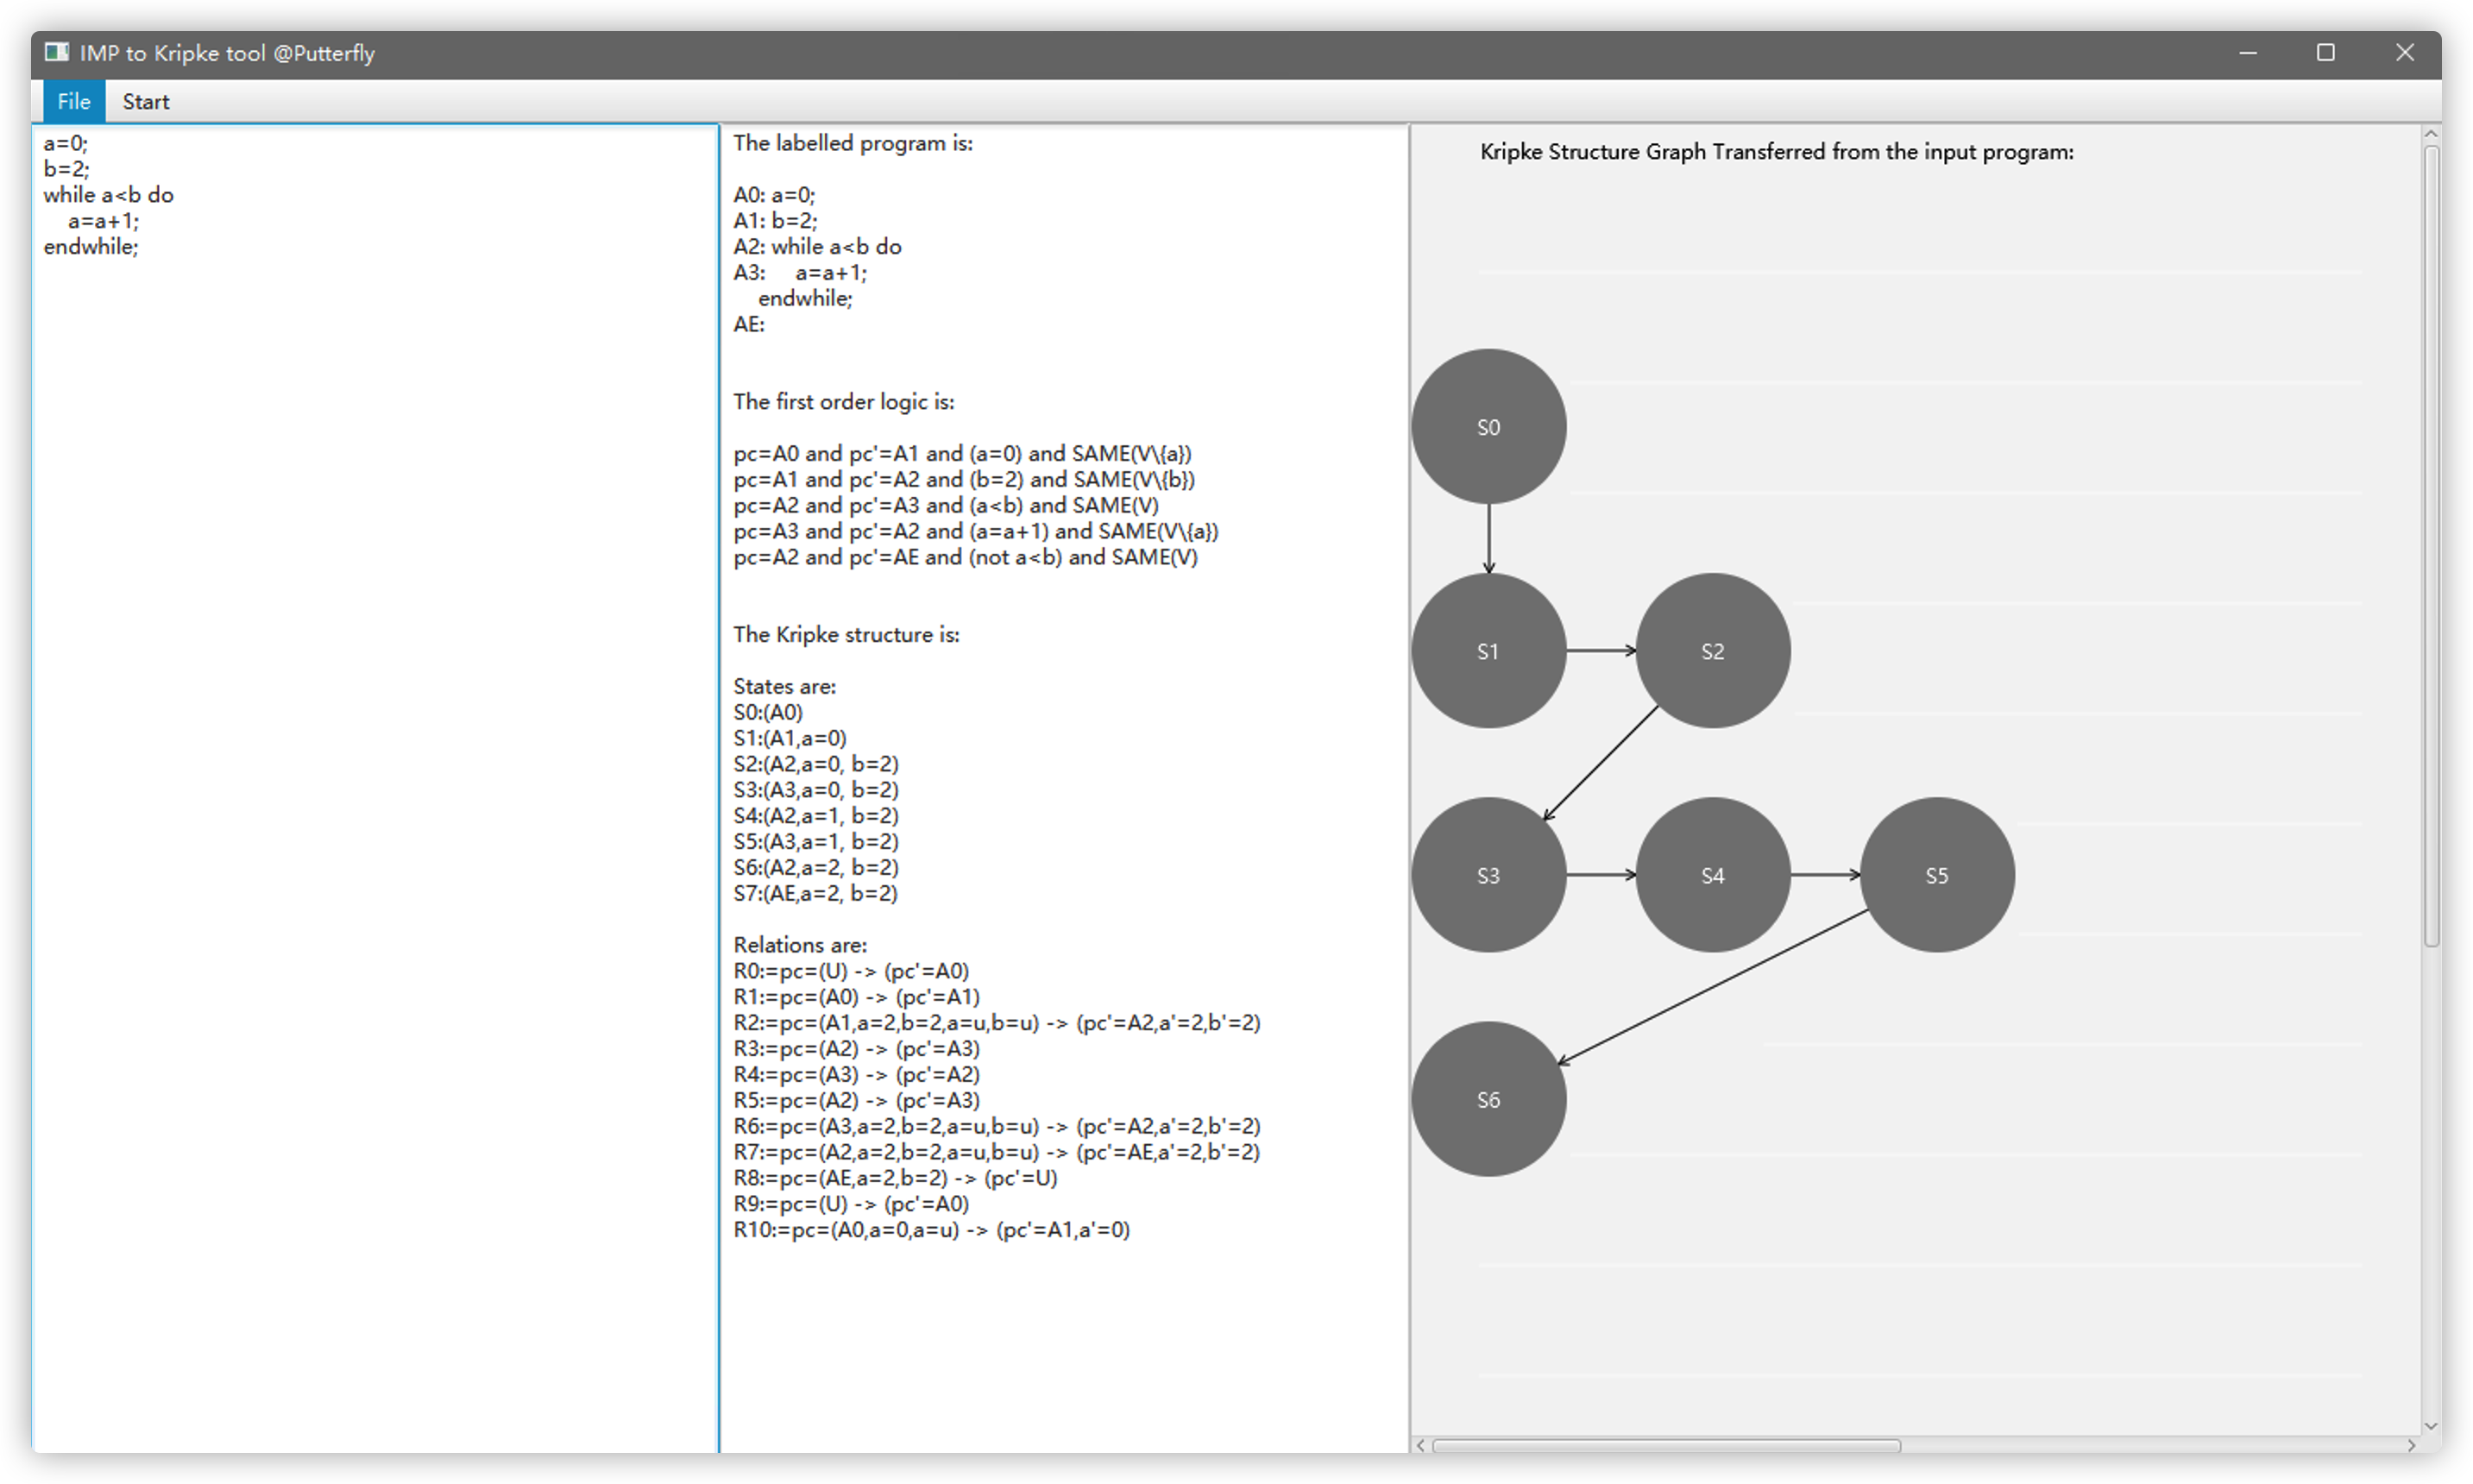 IMP to Kripke tool @Putterfly
File Start
a=0;
b=2;
while a<b do
a=a+1;
endwhile;
The labelled program is:
A0: a=0;
A1: b=2;
A2: while a<b do
A3: a=a+1;
endwhile;
AE:
The first order logic is:
pc=A0 and pc'=A1 and (a=0) and SAME(V\{a})
pc=A1 and pc'=A2 and (b=2) and SAME(V\{b})
pc=A2 and pc'=A3 and (a<b) and SAME(V)
pc=A3 and pc'=A2 and (a=a+1) and SAME(V\{a})
pc=A2 and pc'=AE and (not a<b) and SAME(V)
The Kripke structure is:
States are:
S0:(A0)
S1:(A1,a=0)
S2:(A2,a=0, b=2)
S3:(A3,a=0, b=2)
S4:(A2,a=1, b=2)
S5:(A3,a=1, b=2)
S6:(A2,a=2, b=2)
S7:(AE,a=2, b=2)
Relations are:
R0:=pc=(U) -> (pc'=A0)
R1:=pc=(A0) -> (pc'=A1)
R2:=pc=(A1,a=2,b=2,a=u,b=u) -> (pc'=A2,a'=2,b'=2)
R3:=pc=(A2) -> (pc'=A3)
R4:=pc=(A3) -> (pc'=A2)
R5:=pc=(A2) -> (pc'=A3)
R6:=pc=(A3,a=2,b=2,a=u,b=u) -> (pc'=A2,a'=2,b'=2)
R7:=pc=(A2,a=2,b=2,a=u,b=u) -> (pc'=AE,a'=2,b'=2)
R8:=pc=(AE,a=2,b=2) -> (pc'=U)
R9:=pc=(U) -> (pc'=A0)
R10:=pc=(A0,a=0,a=u) -> (pc'=A1,a'=0)
Kripke Structure Graph Transferred from the input program:
S0
S1 S2
S3 S4 S5
S6